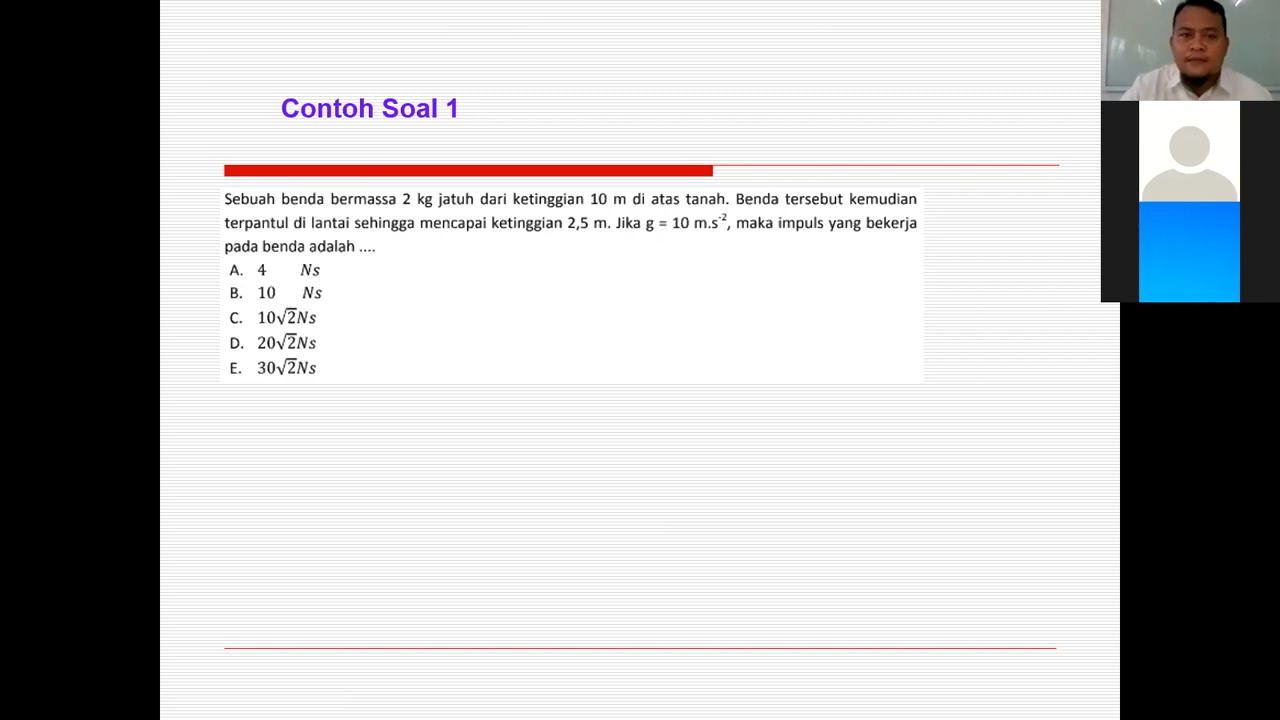 Contoh Soal 1
Sebuah benda bermassa 2 kg jatuh dari ketinggian 10 m di atas tanah. Benda tersebut kemudian
terpantul di lantai sehingga mencapai ketinggian 2,5 m. Jika g = 10 m.s⁻², maka impuls yang bekerja
pada benda adalah ....
A. 4 Ns
B. 10 Ns
C. 10√2Ns
D. 20√2Ns
E. 30√2Ns